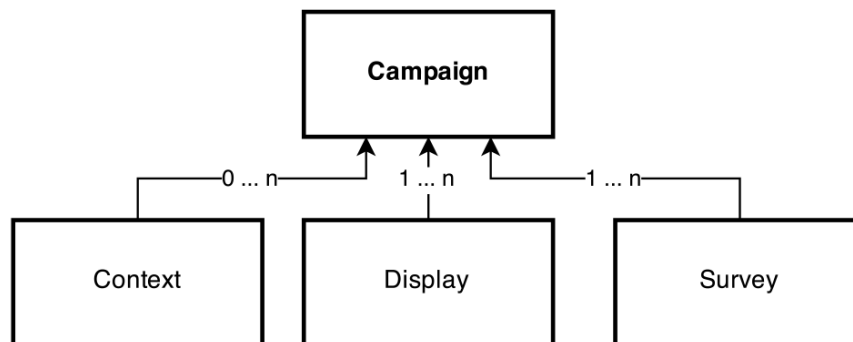 Campaign
0 ... n
1 ... n
1 ... n
Context
Display
Survey